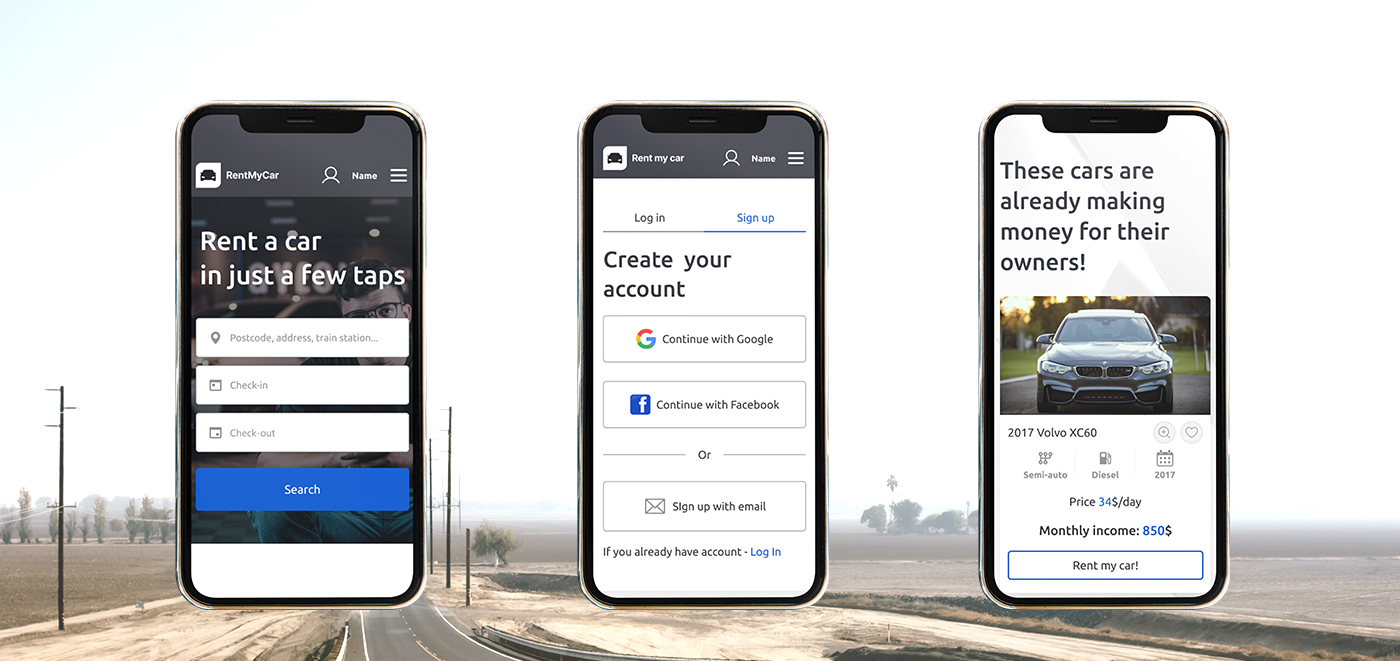 RentMyCar
Name
Rent a car
in just a few taps
Postcode, address, train station...
Check-in
Check-out
Search
Rent my car
Name
Log in
Sign up
Create your
account
Continue with Google
Continue with Facebook
Or
SIgn up with email
If you already have account - Log In
These cars are
already making
money for their
owners!
2017 Volvo XC60
Semi-auto
Diesel
2017
Price 34$/day
Monthly income: 850$
Rent my car!